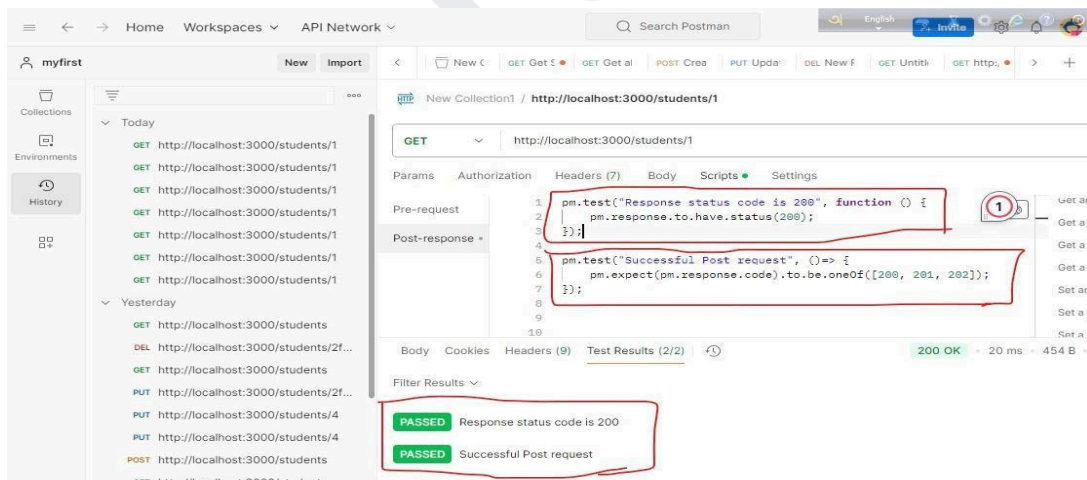 Home Workspaces API Network Search Postman English Invite
myfirst New Import New GET Get S GET Get al POST Crea PUT Updat DEL New F GET Untitl GET http:
Collections
Environments
History
Today
GET http://localhost:3000/students/1
GET http://localhost:3000/students/1
GET http://localhost:3000/students/1
GET http://localhost:3000/students/1
GET http://localhost:3000/students/1
GET http://localhost:3000/students/1
GET http://localhost:3000/students/1
Yesterday
GET http://localhost:3000/students
DEL http://localhost:3000/students/2f...
GET http://localhost:3000/students
PUT http://localhost:3000/students/2f...
PUT http://localhost:3000/students/4
PUT http://localhost:3000/students/4
POST http://localhost:3000/students
HTTP New Collection1 / http://localhost:3000/students/1
GET http://localhost:3000/students/1
Params Authorization Headers (7) Body Scripts Settings
Pre-request
Post-response
1 pm.test("Response status code is 200", function () {
2 pm.response.to.have.status(200);
3 });
4
5 pm.test("Successful Post request", ()=> {
6 pm.expect(pm.response.code).to.be.oneOf([200, 201, 202]);
7 });
8
9
10
1
Get a
Get a
Get a
Set a
Set a
Body Cookies Headers (9) Test Results (2/2) 200 OK 20 ms 454 B
Filter Results
PASSED Response status code is 200
PASSED Successful Post request